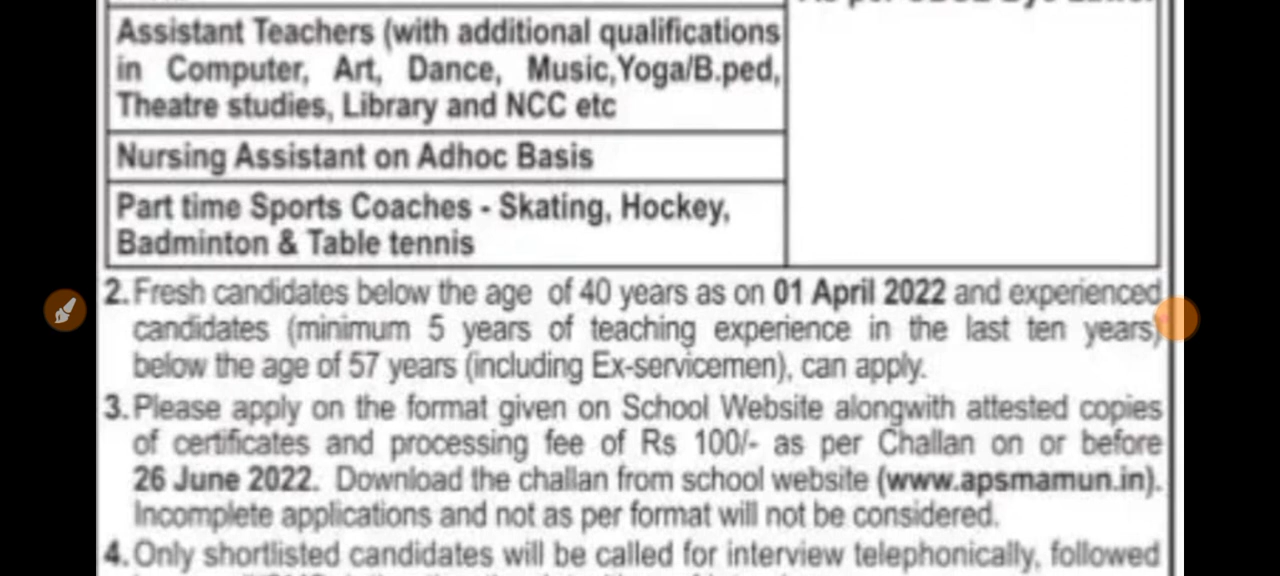 Assistant Teachers (with additional qualifications
in Computer, Art, Dance, Music,Yoga/B.ped,
Theatre studies, Library and NCC etc
Nursing Assistant on Adhoc Basis
Part time Sports Coaches - Skating, Hockey,
Badminton & Table tennis
2. Fresh candidates below the age of 40 years as on 01 April 2022 and experienced
candidates (minimum 5 years of teaching experience in the last ten years)
below the age of 57 years (including Ex-servicemen), can apply.
3. Please apply on the format given on School Website alongwith attested copies
of certificates and processing fee of Rs 100/- as per Challan on or before
26 June 2022. Download the challan from school website (www.apsmamun.in).
Incomplete applications and not as per format will not be considered.
4. Only shortlisted candidates will be called for interview telephonically, followed